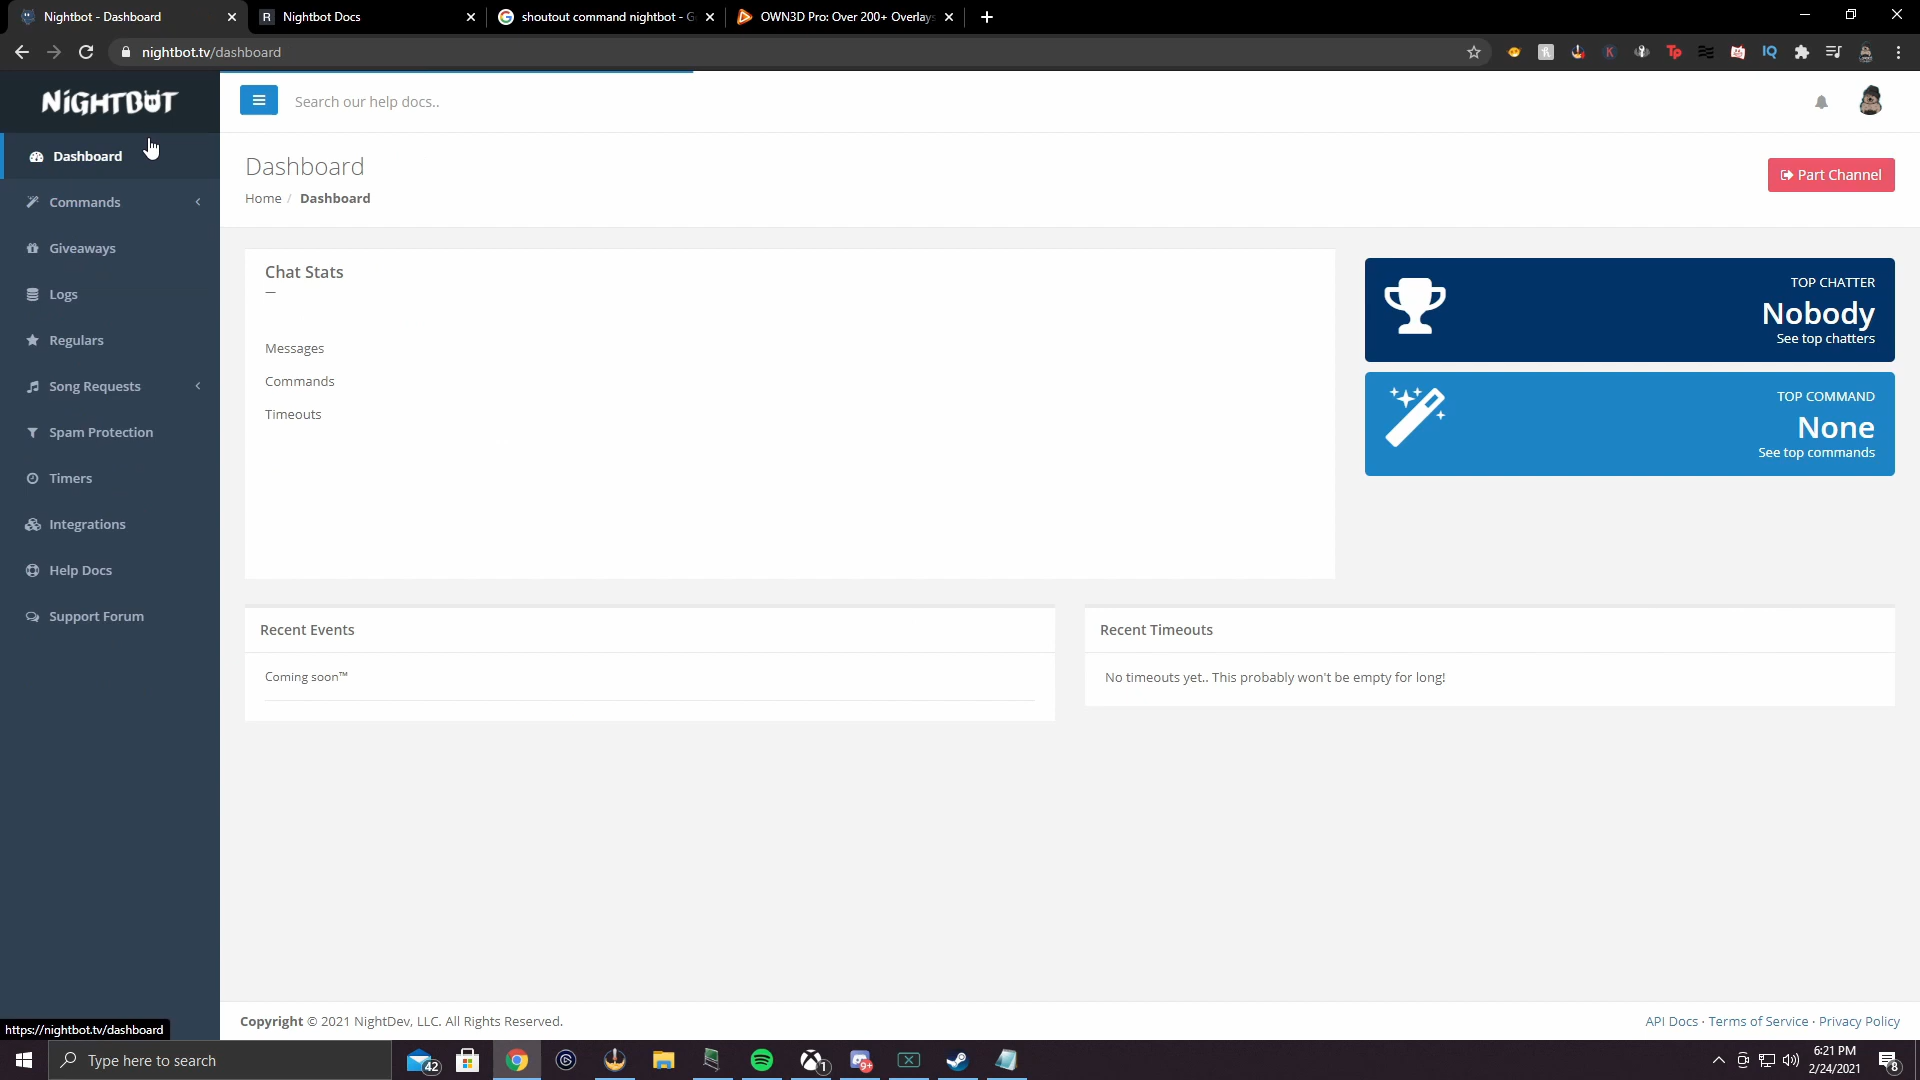 Nightbot - Dashboard
Nightbot Docs
shoutout command nightbot - G
OWN3D Pro: Over 200+ Overlays
nightbot.tv/dashboard
NiGHTBOT
Search our help docs..
Dashboard
Commands
Giveaways
Logs
Regulars
Song Requests
Spam Protection
Timers
Integrations
Help Docs
Support Forum
Dashboard
Home / Dashboard
Part Channel
Chat Stats
Messages
Commands
Timeouts
TOP CHATTER
Nobody
See top chatters
TOP COMMAND
None
See top commands
Recent Events
Coming soon™
Recent Timeouts
No timeouts yet.. This probably won't be empty for long!
Copyright © 2021 NightDev, LLC. All Rights Reserved.
API Docs · Terms of Service · Privacy Policy
https://nightbot.tv/dashboard
Type here to search
42
1
9+
6:21 PM
2/24/2021
8